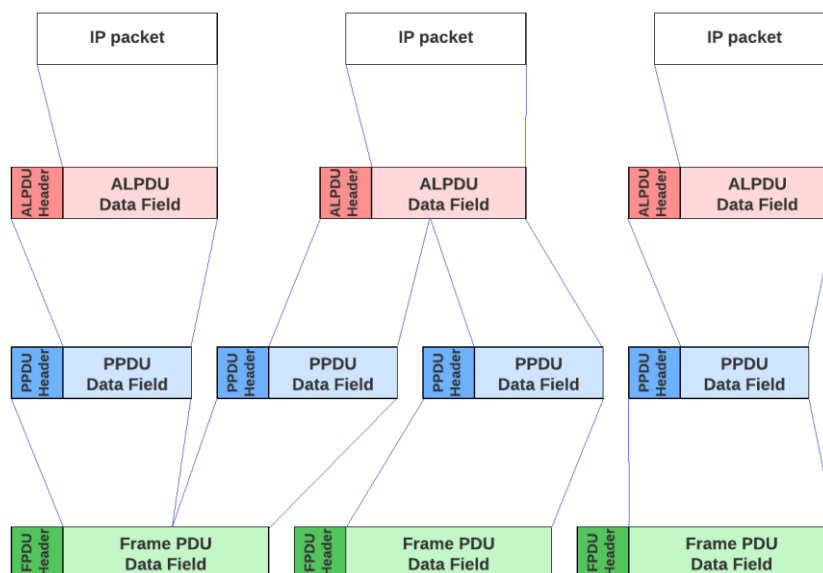 IP packet
IP packet
IP packet
ALPDU
Header
ALPDU
Data Field
ALPDU
Header
ALPDU
Data Field
ALPDU
Header
ALPDU
Data Field
PPDU
Header
PPDU
Data Field
PPDU
Header
PPDU
Data Field
PPDU
Header
PPDU
Data Field
PPDU
Header
PPDU
Data Field
FPDU
Header
Frame PDU
Data Field
FPDU
Header
Frame PDU
Data Field
FPDU
Header
Frame PDU
Data Field